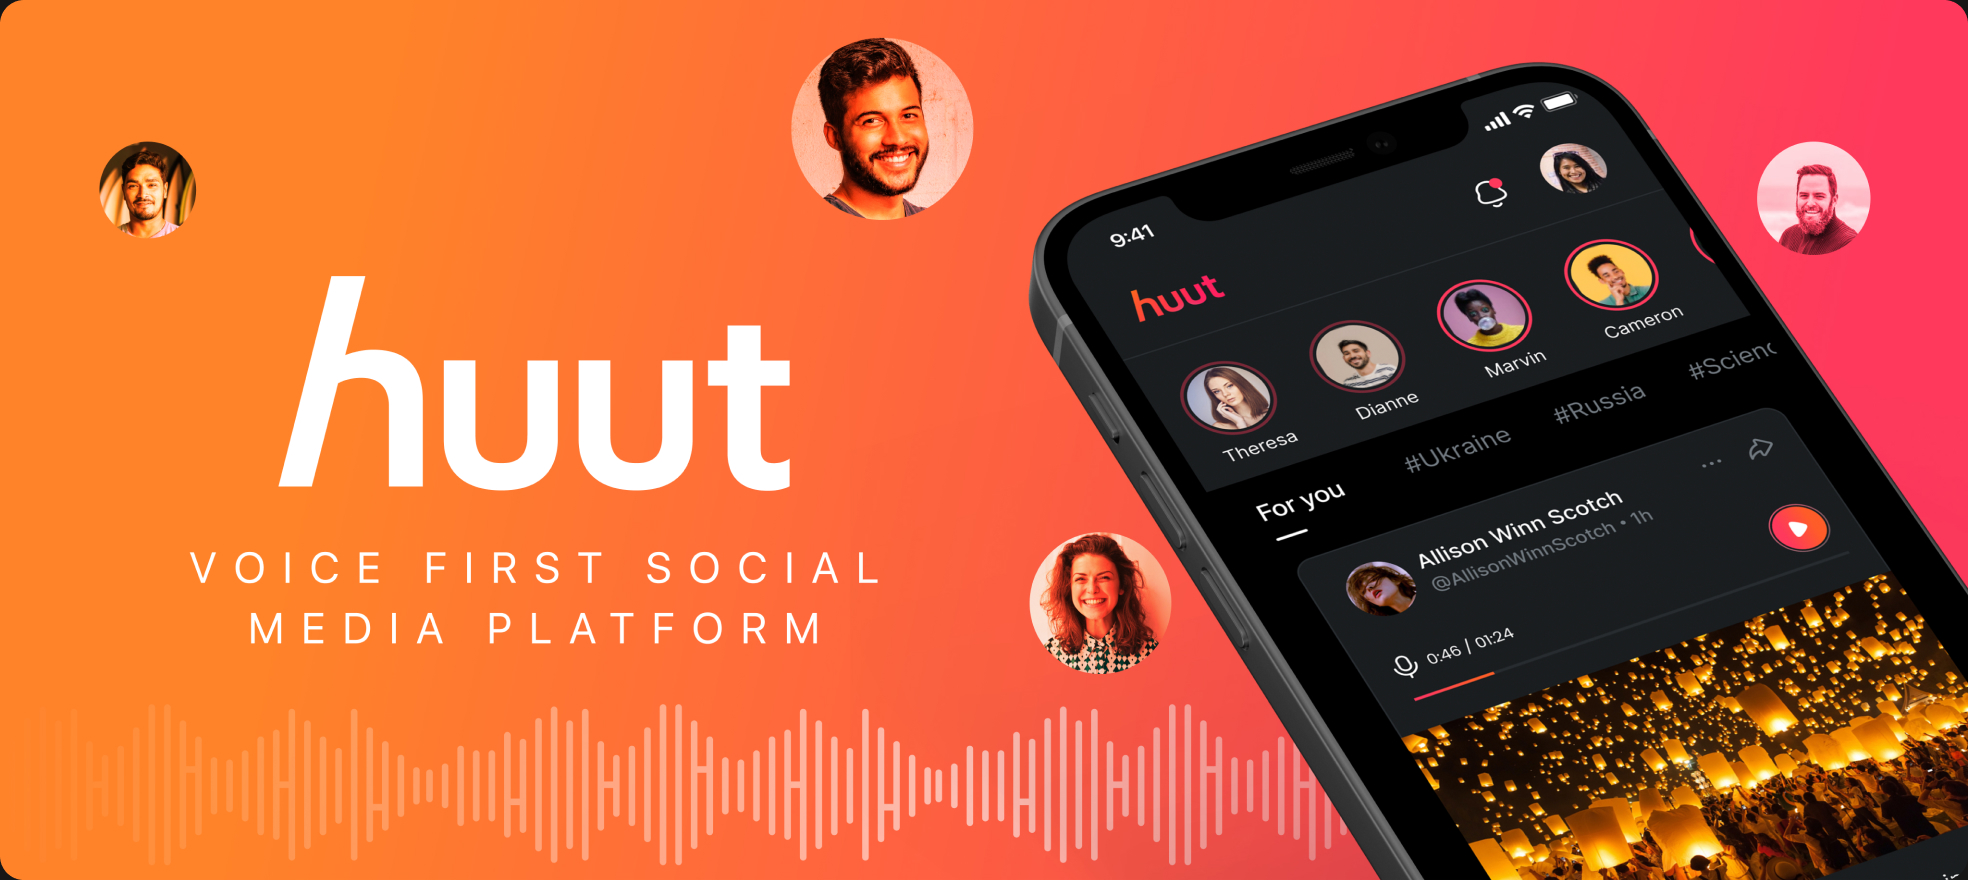 huut
VOICE FIRST SOCIAL
MEDIA PLATFORM
9:41
huut
Theresa
Dianne
Marvin
Cameron
For you
#Ukraine
#Russia
#Scienc
Allison Winn Scotch
@AllisonWinnScotch • 1h
0:46 / 01:24